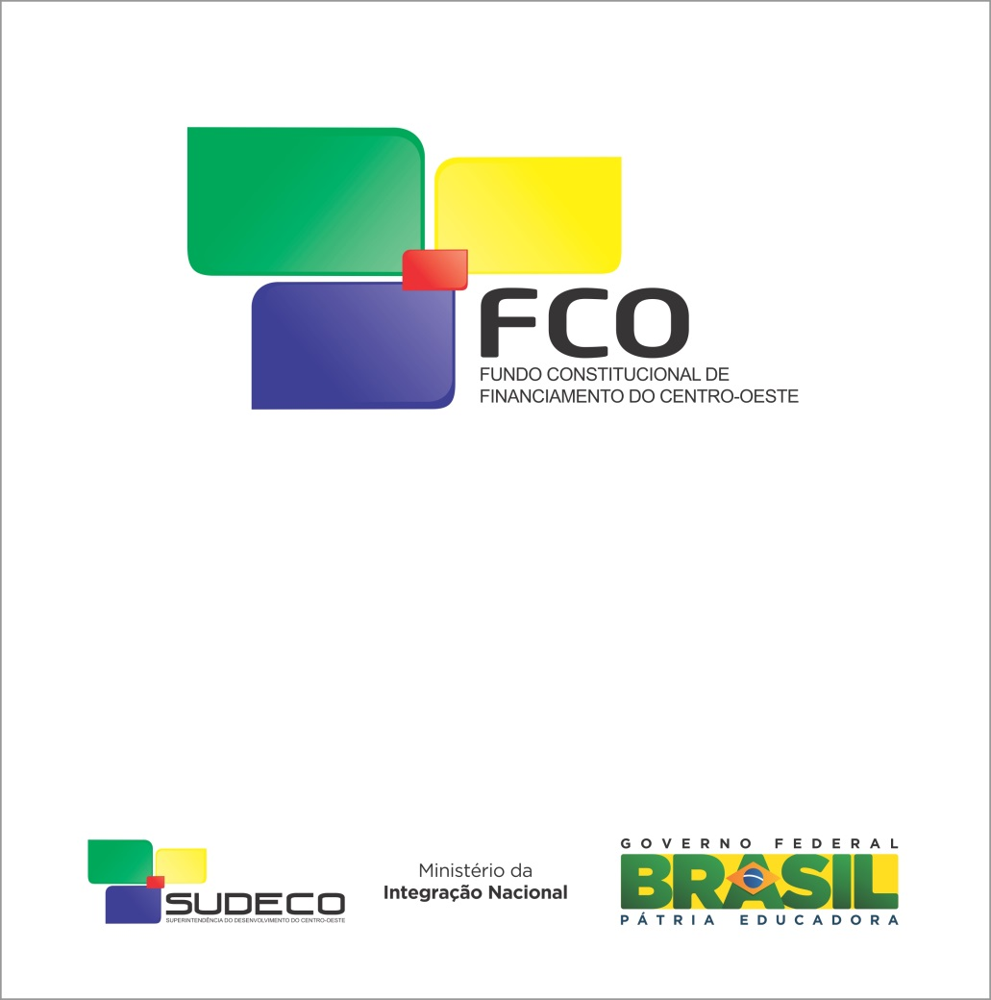 FCO
FUNDO CONSTITUCIONAL DE
FINANCIAMENTO DO CENTRO-OESTE
SUDECO
SUPERINTENDÊNCIA DO DESENVOLVIMENTO DO CENTRO-OESTE
Ministério da
Integração Nacional
GOVERNO FEDERAL
BRASIL
PÁTRIA EDUCADORA